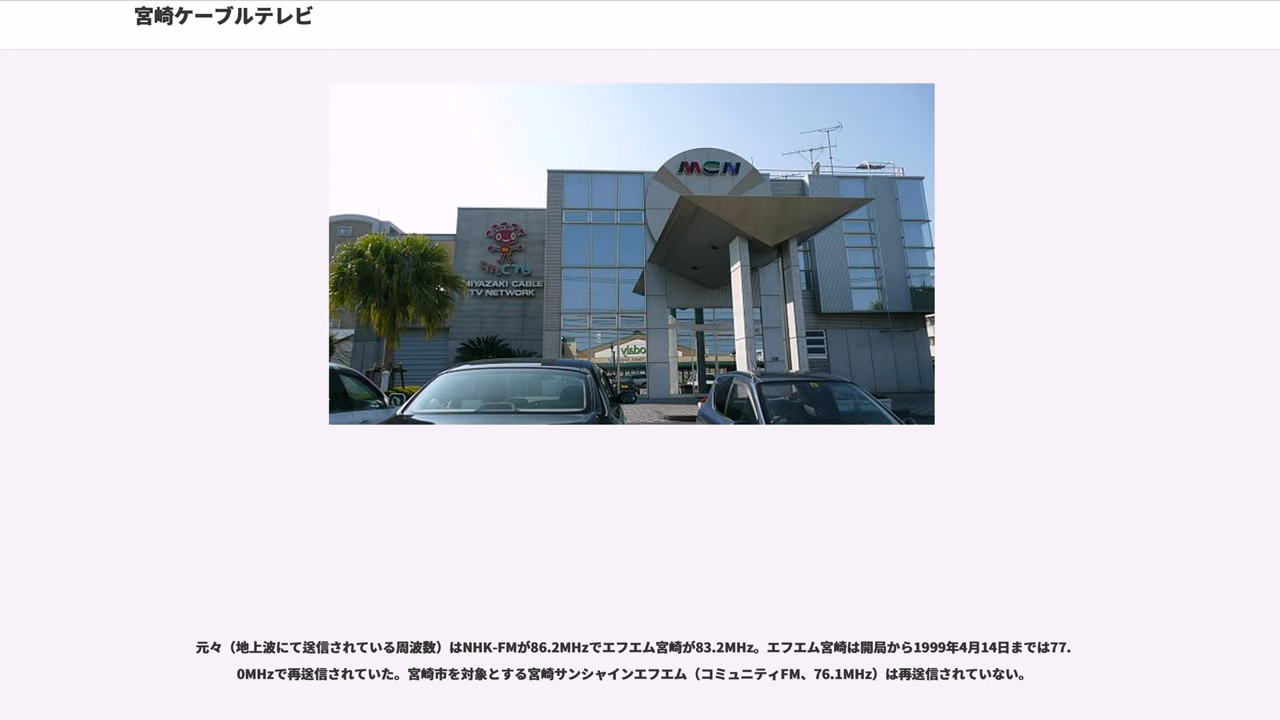 宮崎ケーブルテレビ
MCN
MIYAZAKI CABLE
TV NETWORK
元々（地上波にて送信されている周波数）はNHK-FMが86.2MHzでエフエム宮崎が83.2MHz。エフエム宮崎は開局から1999年4月14日までは77.
0MHzで再送信されていた。宮崎市を対象とする宮崎サンシャインエフエム（コミュニティFM、76.1MHz）は再送信されていない。